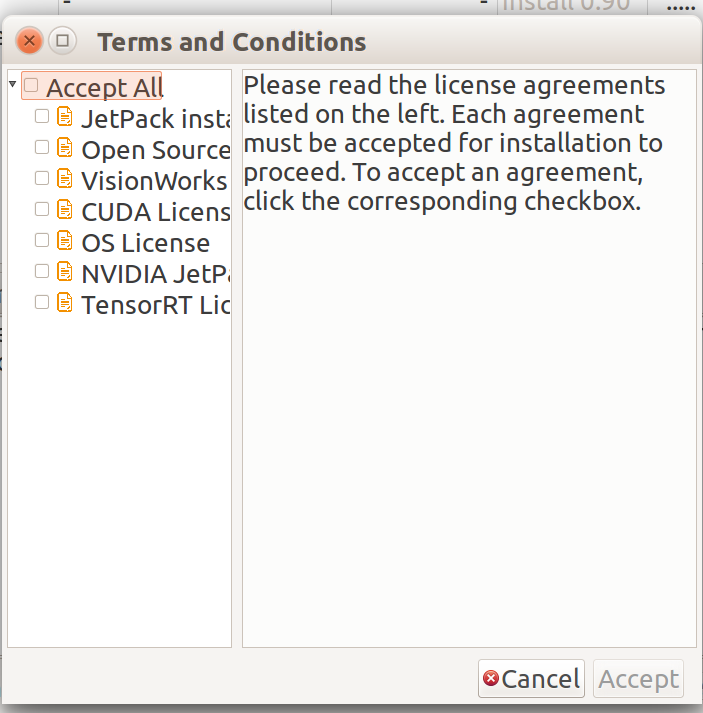 - - Install 0.90 .....
Terms and Conditions
Accept All
JetPack insta
Open Source
VisionWorks
CUDA Licens
OS License
NVIDIA JetPa
TensorRT Lic
Please read the license agreements
listed on the left. Each agreement
must be accepted for installation to
proceed. To accept an agreement,
click the corresponding checkbox.
Cancel Accept